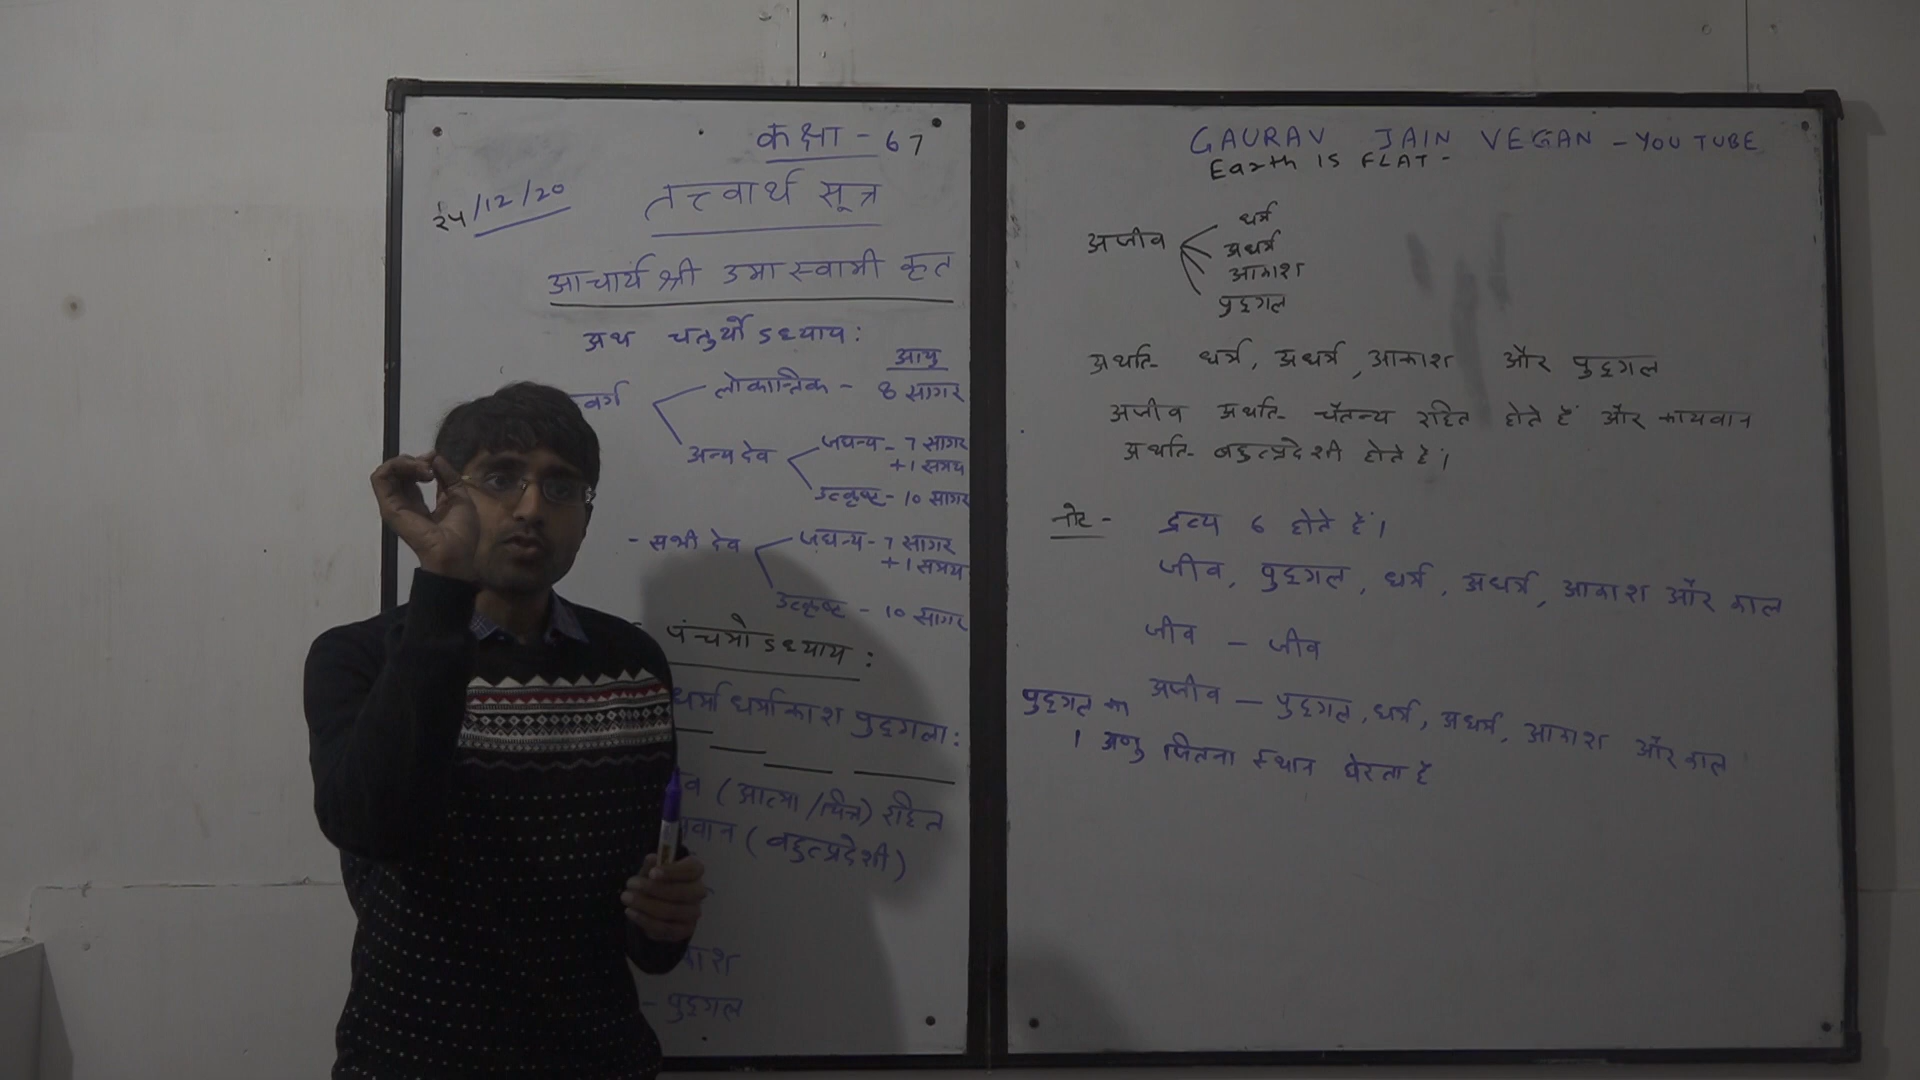 कक्षा - 67
24/12/20
तत्त्वार्थ सूत्र
आचार्य श्री उमास्वामी कृत
अथ चतुर्थोऽध्याय:
आयु
वर्ग
लोकान्तिक - 8 सागर
अन्यदेव
जघन्य - 7 सागर
+1 समय
उत्कृष्ट - 10 सागर
- सभी देव
जघन्य - 7 सागर
+1 समय
उत्कृष्ट - 10 सागर
पंचमोऽध्याय:
धर्माधर्माकाश पुद्गला:
(आत्मा / चित्त) रहित
वान (बहुत्प्रदेशी)
काश
- पुद्गल
GAURAV JAIN VEGAN - YOUTUBE
Earth IS FLAT -
अजीव
धर्म
अधर्म
आकाश
पुद्गल
अर्थात- धर्म, अधर्म, आकाश और पुद्गल
अजीव अर्थात- चैतन्य रहित होते हैं और कायवान
अर्थात- बहुत्प्रदेशी होते है।
नोट - द्रव्य 6 होते हैं।
जीव, पुद्गल, धर्म, अधर्म, आकाश और काल
जीव - जीव
अजीव - पुद्गल, धर्म, अधर्म, आकाश और काल
पुद्गल का
1 अणु जितना स्थान घेरता है